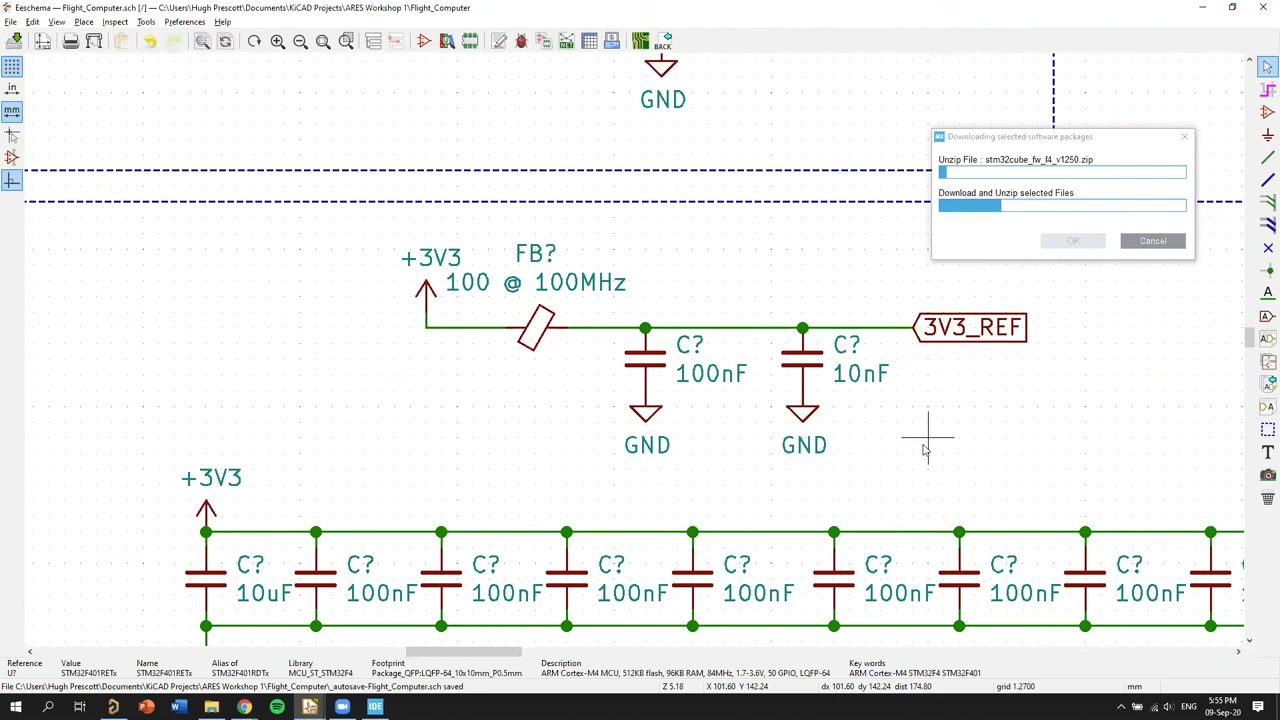 Eeschema — Flight_Computer.sch [/] — C:\Users\Hugh Prescott\Documents\KiCAD Projects\ARES Workshop 1\Flight_Computer
File Edit View Place Inspect Tools Preferences Help
BACK
in
mm
GND
Downloading selected software packages
Unzip File : stm32cube_fw_f4_v1250.zip
Download and Unzip selected Files
OK Cancel
+3V3 FB?
100 @ 100MHz
3V3_REF
C? C?
100nF 10nF
GND GND
+3V3
C? C? C? C? C? C? C? C?
10uF 100nF 100nF 100nF 100nF 100nF 100nF 100nF
Reference Value Name Alias of Library Footprint Description Key words
U? STM32F401RETx STM32F401RETx STM32F401RDTx MCU_ST_STM32F4 Package_QFP:LQFP-64_10x10mm_P0.5mm ARM Cortex-M4 MCU, 512KB flash, 96KB RAM, 84MHz, 1.7-3.6V, 50 GPIO, LQFP-64 ARM Cortex-M4 STM32F4 STM32F401
File C:\Users\Hugh Prescott\Documents\KiCAD Projects\ARES Workshop 1\Flight_Computer\_autosave-Flight_Computer.sch saved Z 5.18 X 101.60 Y 142.24 dx 101.60 dy 142.24 dist 174.80 grid 1.2700 mm
IDE
ENG
5:55 PM
09-Sep-20